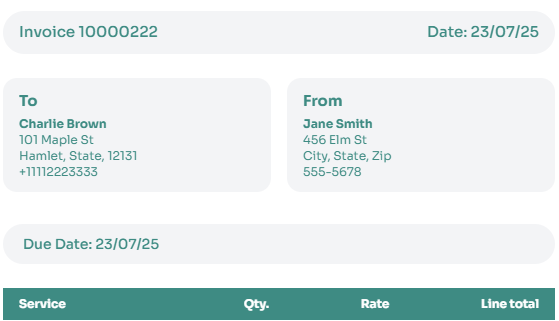 Invoice 10000222 Date: 23/07/25
To
Charlie Brown
101 Maple St
Hamlet, State, 12131
+11112223333
From
Jane Smith
456 Elm St
City, State, Zip
555-5678
Due Date: 23/07/25
Service Qty. Rate Line total